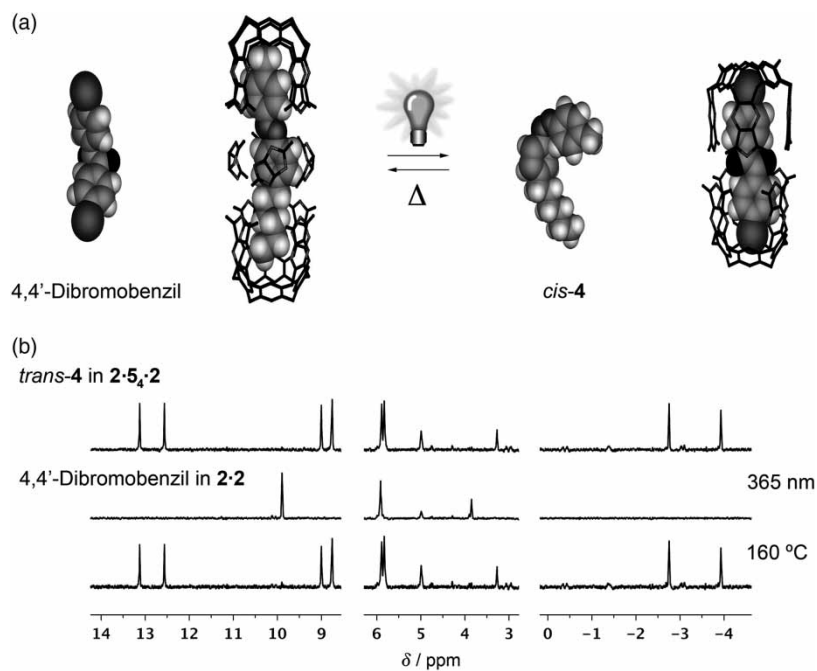 (a)
4,4'-Dibromobenzil
Δ
cis-4
(b)
trans-4 in 2·5₄·2
4,4'-Dibromobenzil in 2·2
365 nm
160 ºC
14 13 12 11 10 9 6 5 4 3 0 −1 −2 −3 −4
δ / ppm